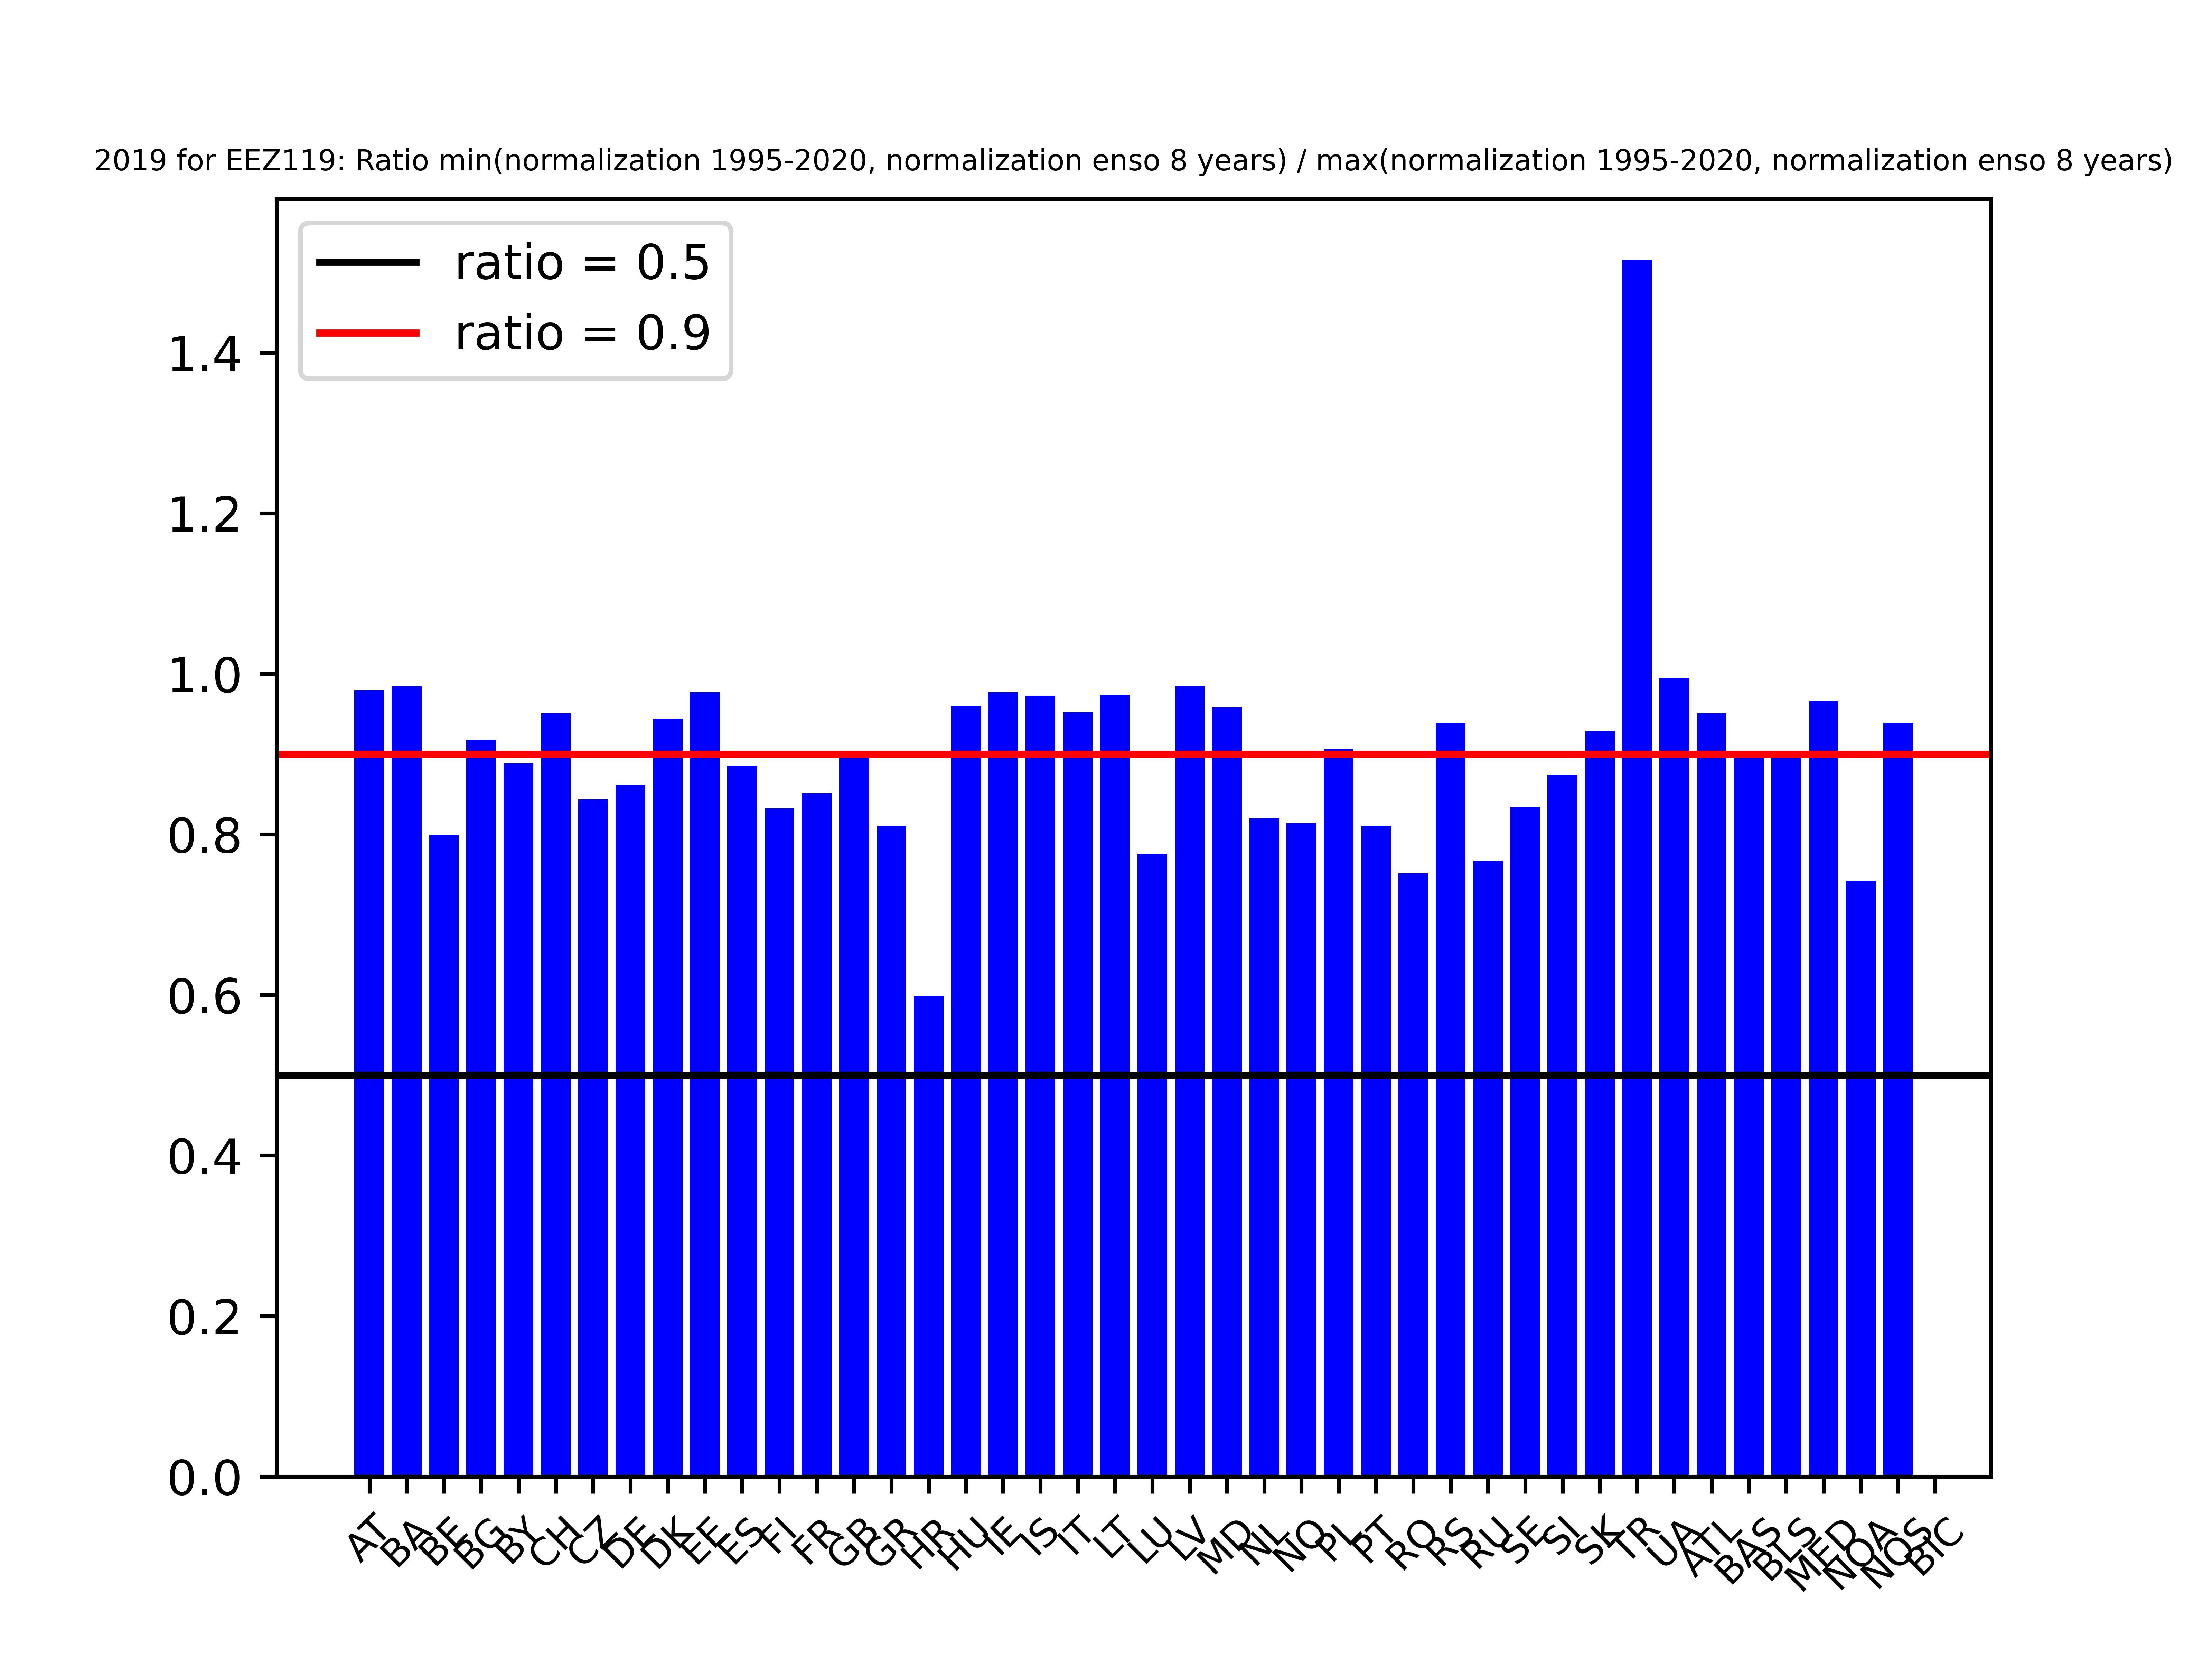 2019 for EEZ119: Ratio min(normalization 1995-2020, normalization enso 8 years) / max(normalization 1995-2020, normalization enso 8 years)
ratio = 0.5
ratio = 0.9
1.4
1.2
1.0
0.8
0.6
0.4
0.2
0.0
AT BA BE BG BY CH CZ DE DK EE ES FI FR GB GR HR HU IE IS IT LT LU LV MD NL NO PL PT RO RS RU SE SI SK TR UA ATL BAS BLS MED NOA NOS BIC